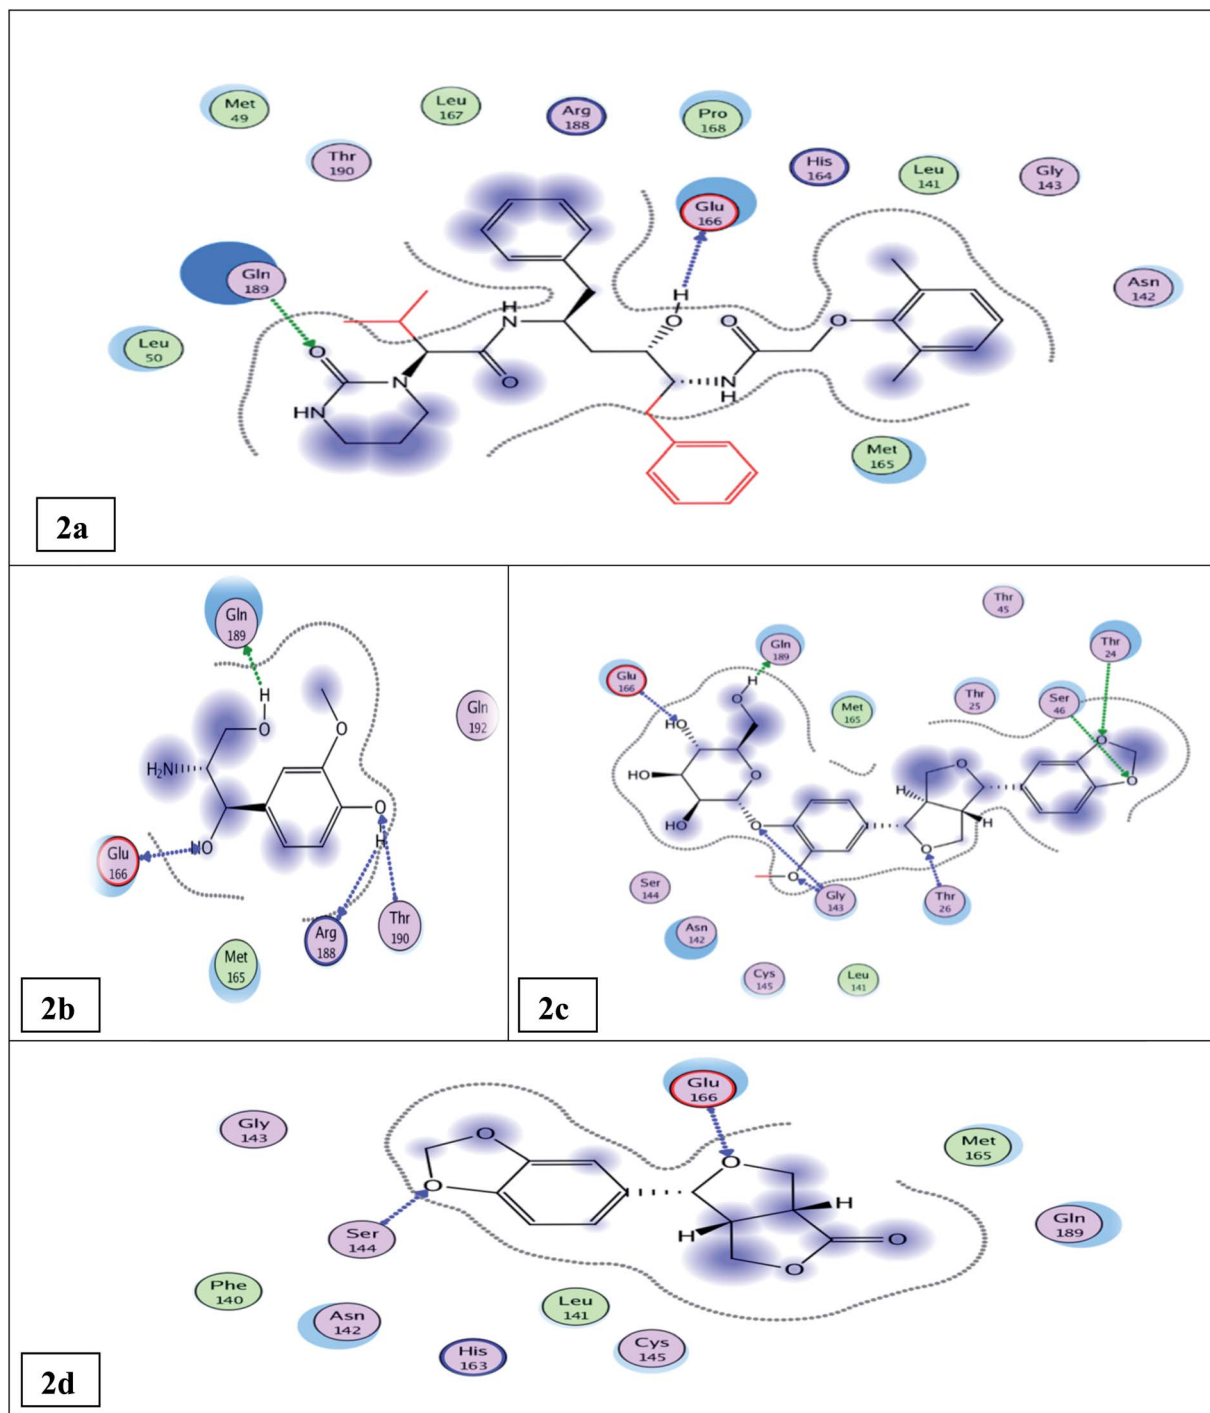 Met
49
Leu
167
Arg
188
Pro
168
Thr
190
His
164
Leu
141
Gly
143
Glu
166
Gln
189
Asn
142
Leu
50
H
N
H
O
O
O
O
O
N
HN
N
H
Met
165
2a
Gln
189
H
O
O
Gln
192
H₂N
O
HO
H
Glu
166
Thr
190
Arg
188
Met
165
2b
Thr
45
Gln
189
Thr
24
Glu
166
H
O
Thr
25
Ser
46
Met
165
HO
O
O
HO
O
O
H
HO
O
H
O
O
Ser
144
Gly
143
Thr
26
Asn
142
Cys
145
Leu
141
2c
Glu
166
Gly
143
O
Met
165
O
O
H
Gln
189
Ser
144
H
O
O
Phe
140
Asn
142
Leu
141
His
163
Cys
145
2d